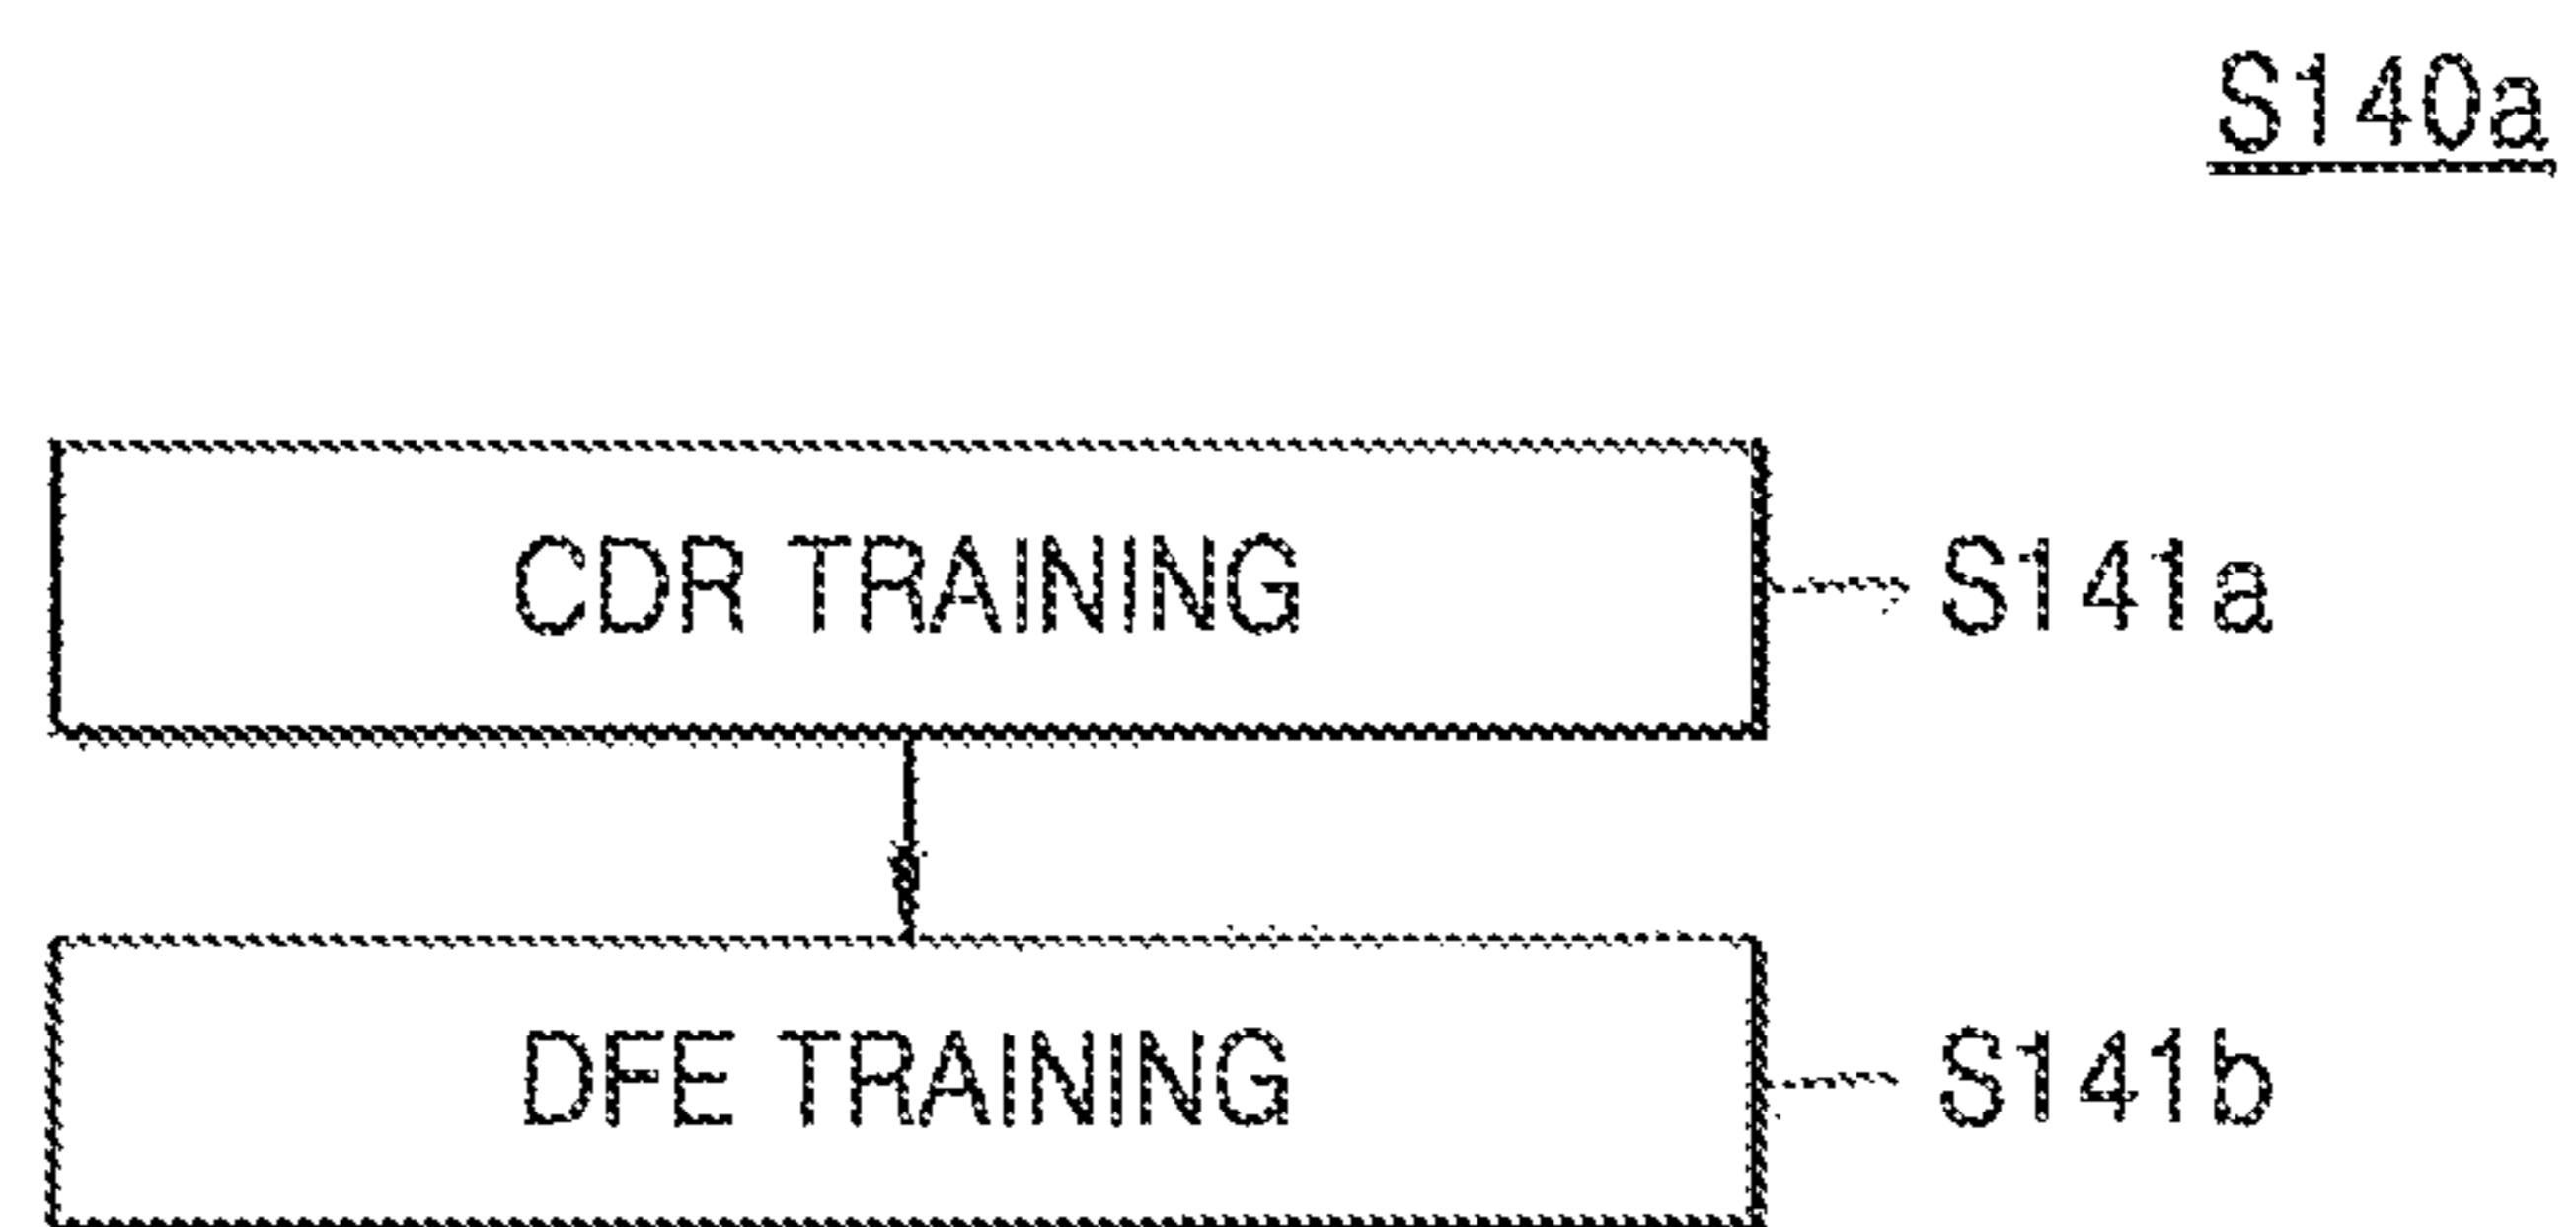 S140a
CDR TRAINING
S141a
DFE TRAINING
S141b